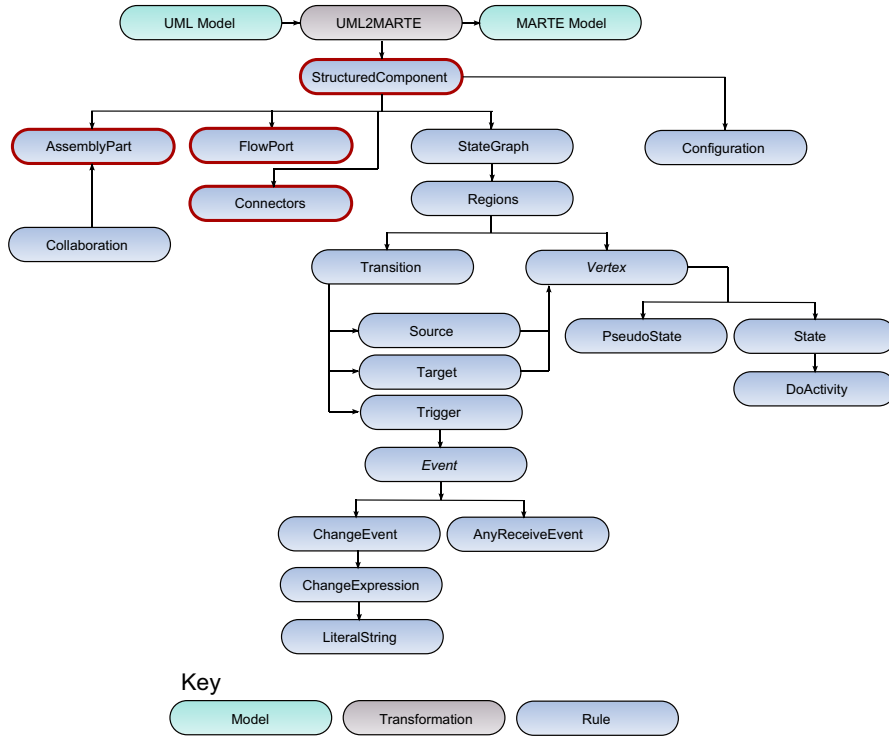 UML Model
UML2MARTE
MARTE Model
StructuredComponent
AssemblyPart
FlowPort
StateGraph
Configuration
Connectors
Regions
Collaboration
Transition
Vertex
Source
PseudoState
State
Target
DoActivity
Trigger
Event
ChangeEvent
AnyReceiveEvent
ChangeExpression
LiteralString
Key
Model
Transformation
Rule